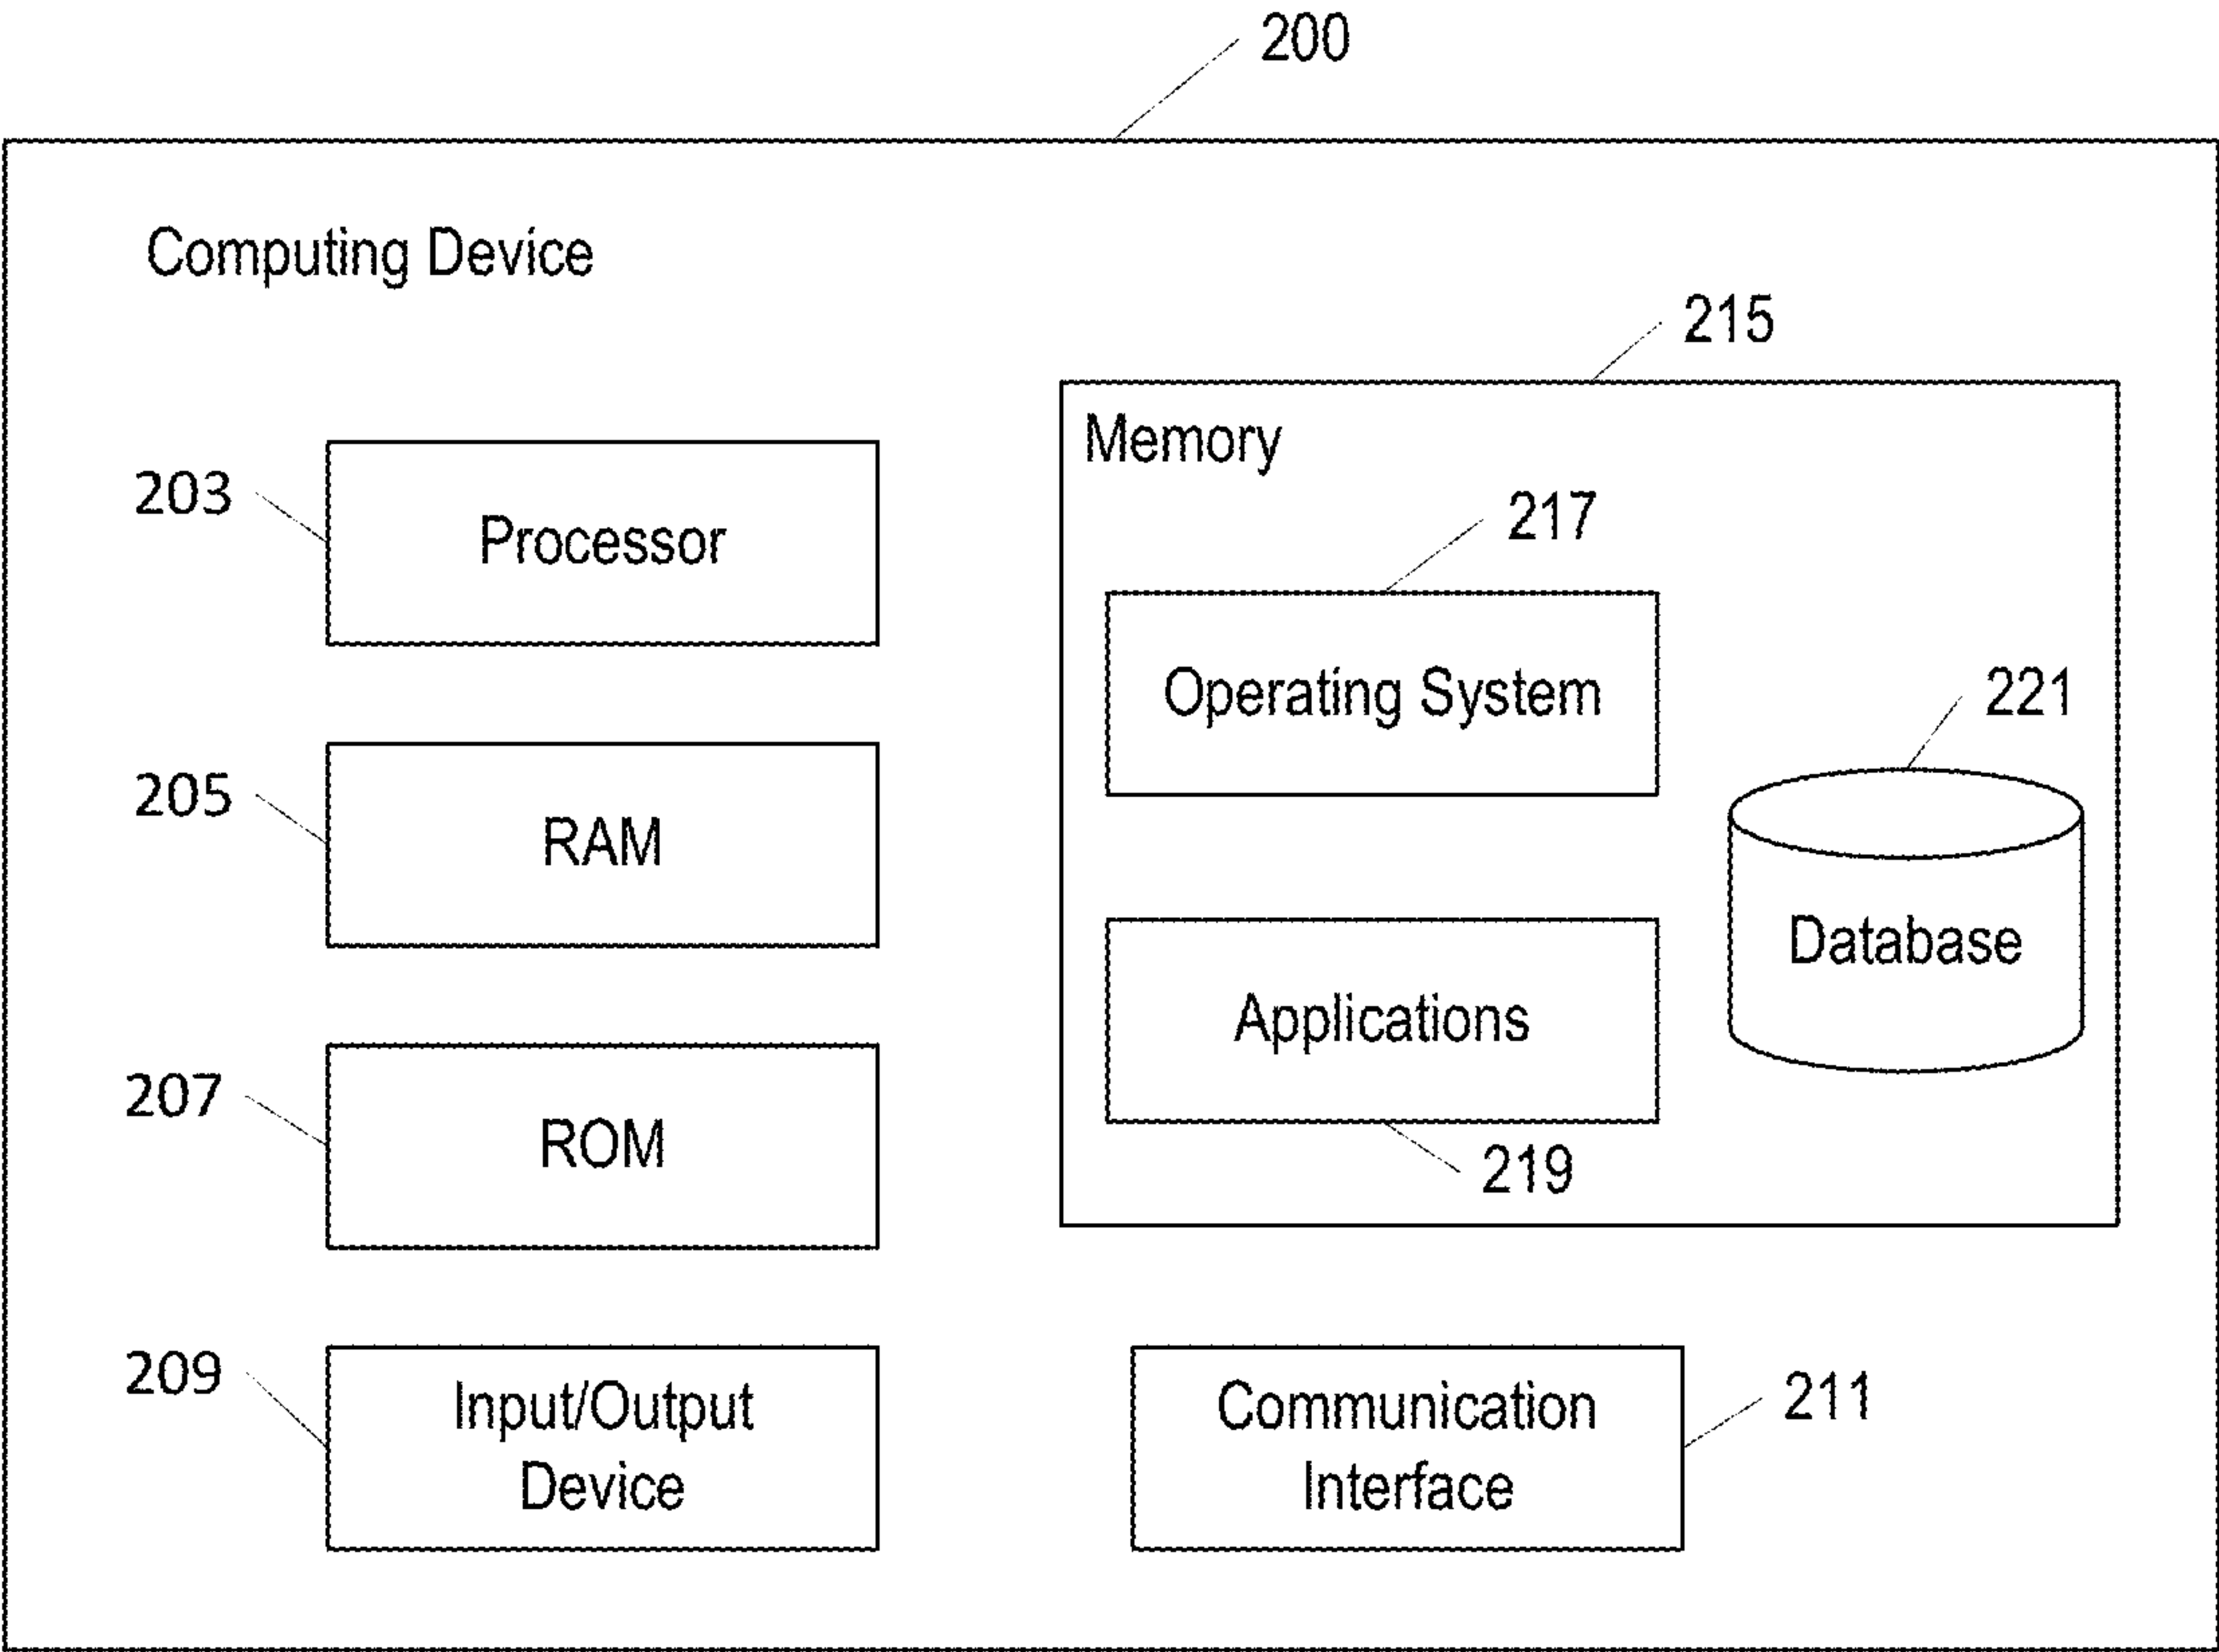 200
Computing Device
215
Memory
203
Processor
217
Operating System
221
205
RAM
Database
Applications
207
ROM
219
209
Input/Output
Device
Communication
Interface
211